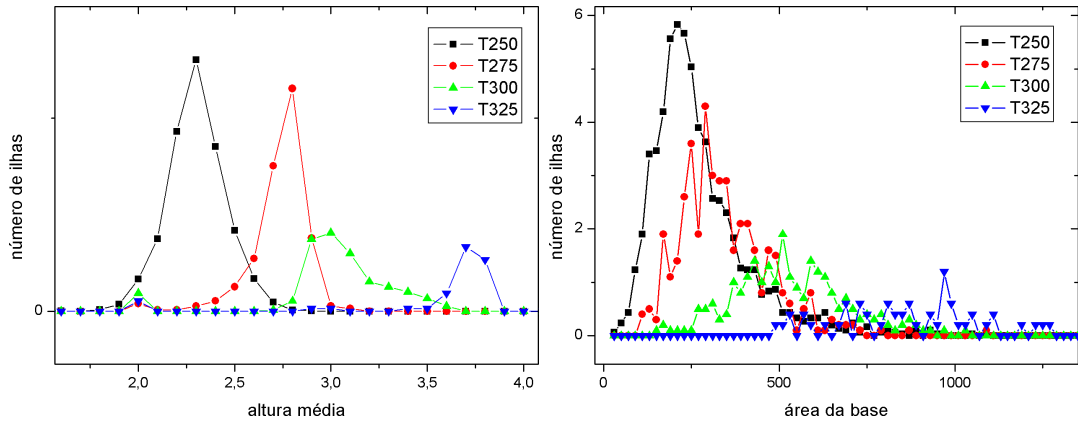 número de ilhas
0
T250
T275
T300
T325
2,0
2,5
3,0
3,5
4,0
altura média
número de ilhas
6
4
2
0
T250
T275
T300
T325
0
500
1000
área da base